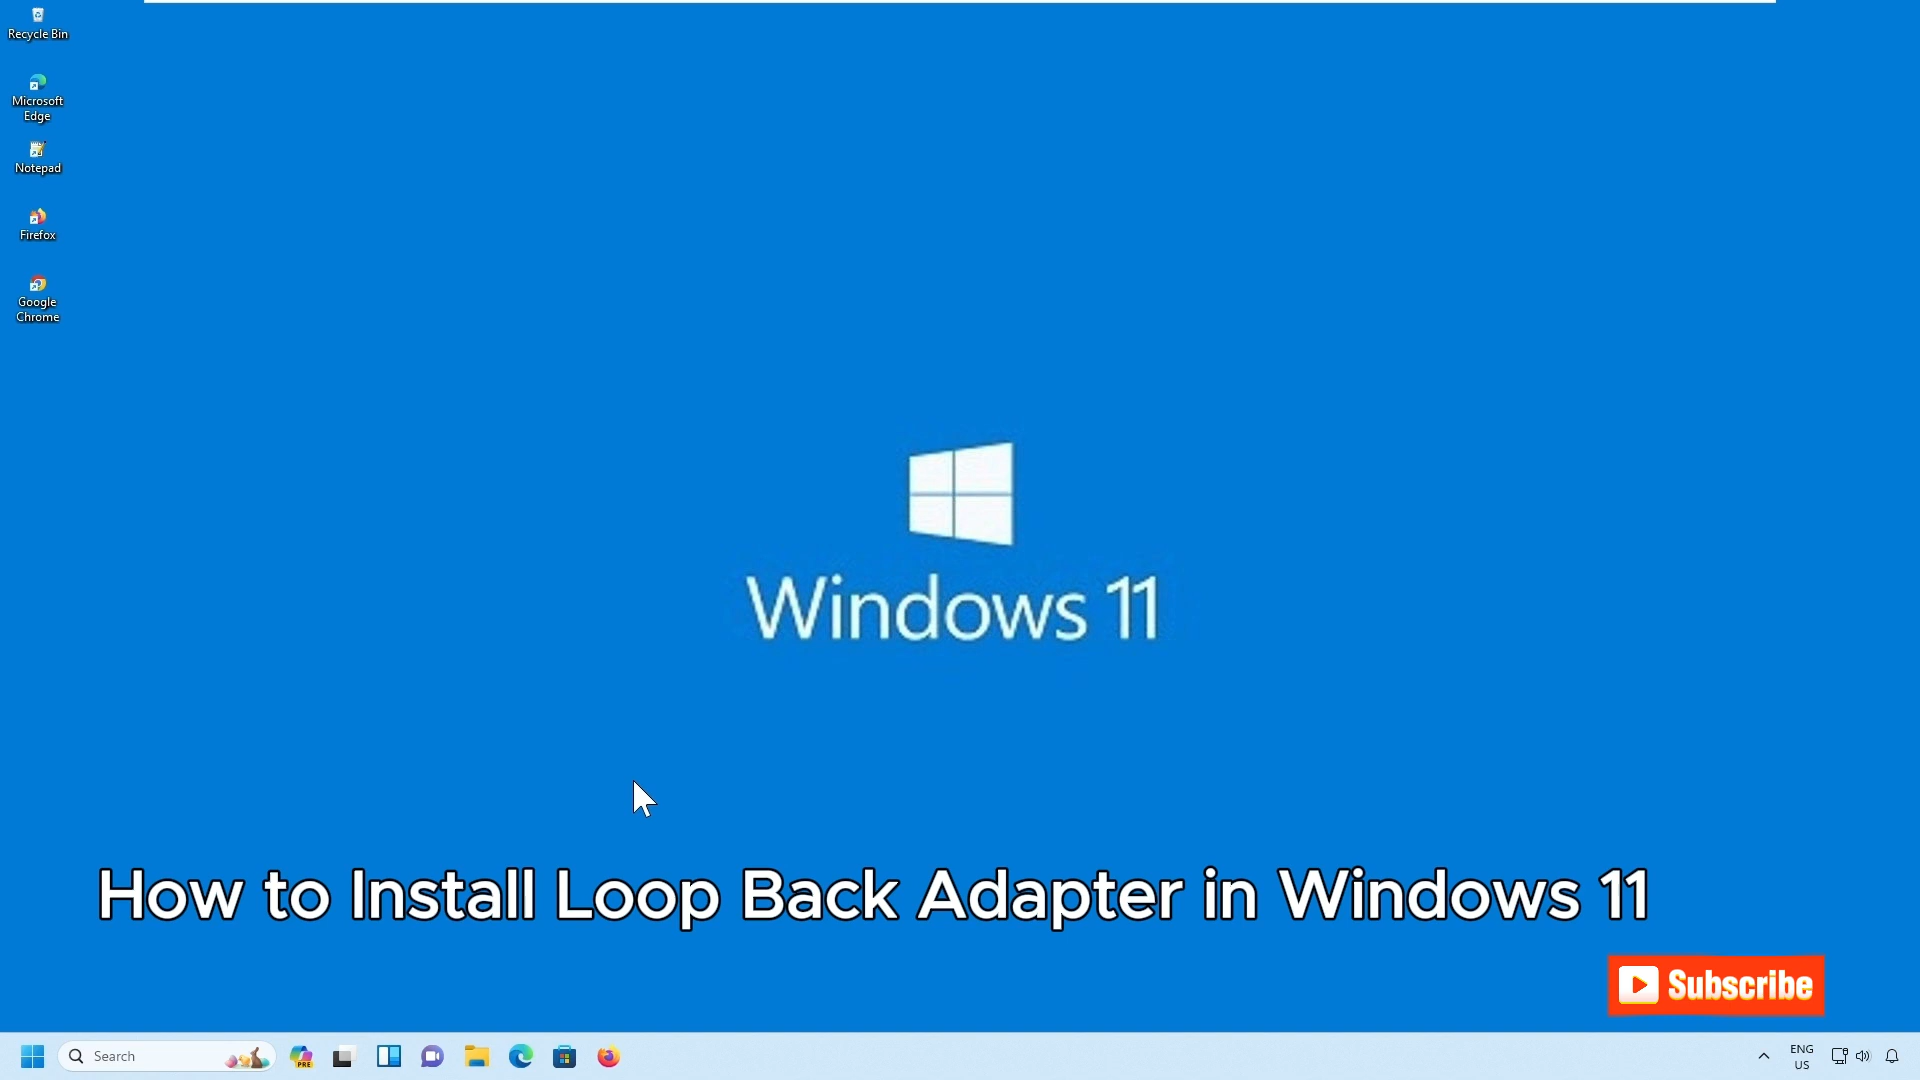 Recycle Bin
Microsoft
Edge
Notepad
Firefox
Google
Chrome
Windows 11
How to Install Loop Back Adapter in Windows 11
Subscribe
Search
PRE
ENG
US